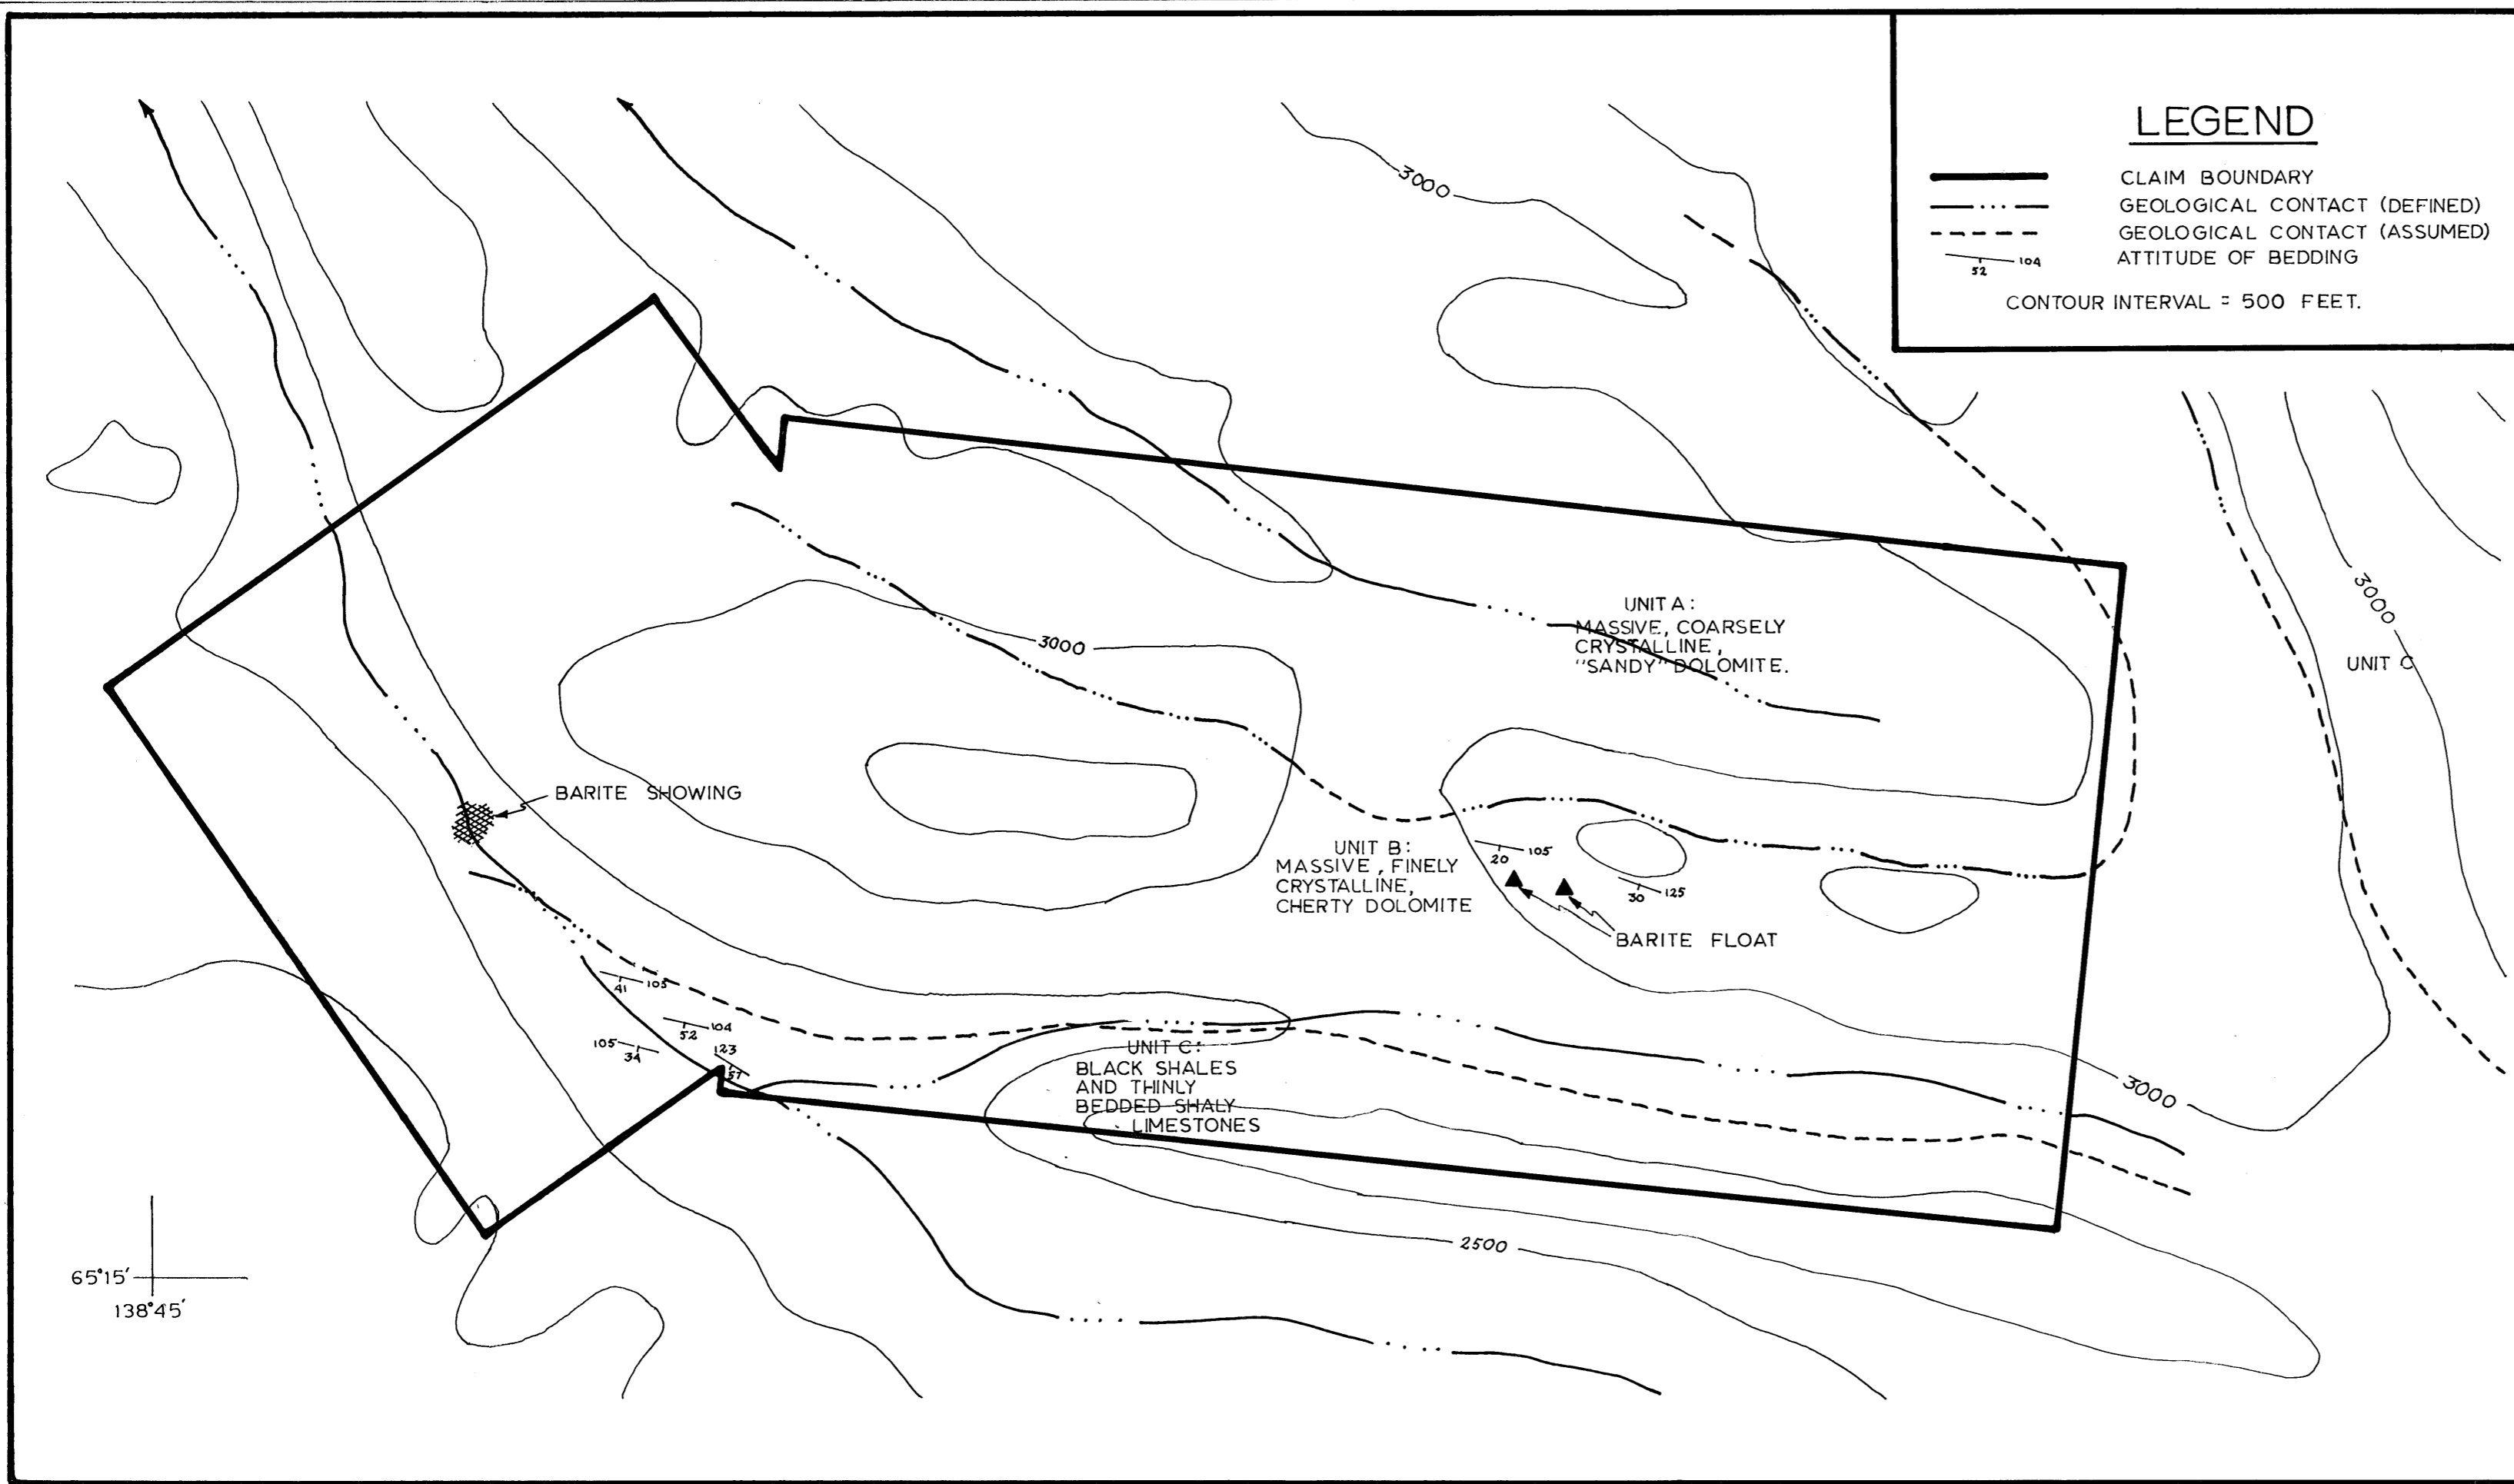 LEGEND
CLAIM BOUNDARY
GEOLOGICAL CONTACT (DEFINED)
GEOLOGICAL CONTACT (ASSUMED)
52 104 ATTITUDE OF BEDDING
CONTOUR INTERVAL = 500 FEET.
3000
3000
UNIT C
UNIT A:
MASSIVE, COARSELY
CRYSTALLINE,
"SANDY" DOLOMITE.
3000
BARITE SHOWING
UNIT B:
MASSIVE, FINELY
CRYSTALLINE,
CHERTY DOLOMITE
20 105
30 125
BARITE FLOAT
41 105
52 104
105 34
123
57
UNIT C:
BLACK SHALES
AND THINLY
BEDDED SHALY
LIMESTONES
3000
2500
65°15'
138°45'